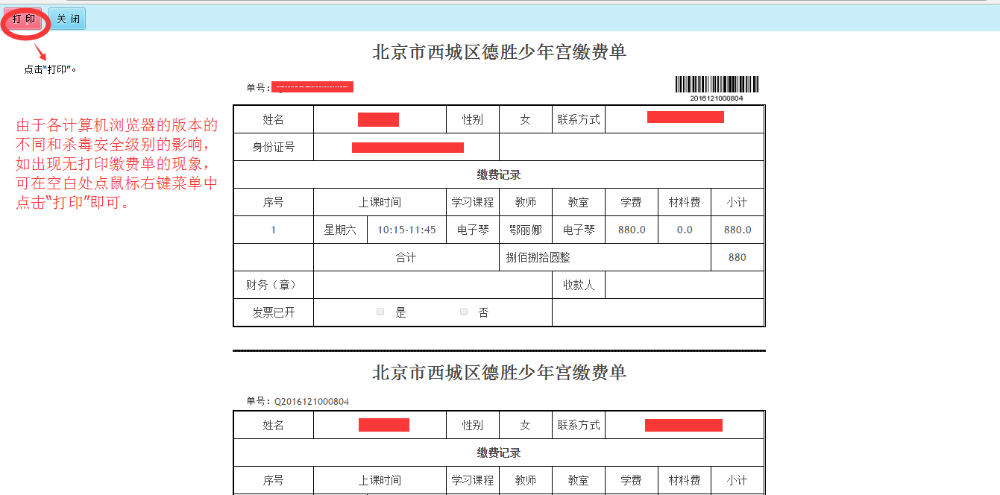 打 印 关 闭
点击“打印”。
由于各计算机浏览器的版本的
不同和杀毒安全级别的影响，
如出现无打印缴费单的现象，
可在空白处点鼠标右键菜单中
点击“打印”即可。
北京市西城区德胜少年宫缴费单
单号：
2016121000804
姓名 性别 女 联系方式
身份证号
缴费记录
序号 上课时间 学习课程 教师 教室 学费 材料费 小计
1 星期六 10:15-11:45 电子琴 鄂丽娜 电子琴 880.0 0.0 880.0
合计 捌佰捌拾圆整 880
财务（章） 收款人
发票已开 是 否
北京市西城区德胜少年宫缴费单
单号：Q2016121000804
姓名 性别 女 联系方式
缴费记录
序号 上课时间 学习课程 教师 教室 学费 材料费 小计